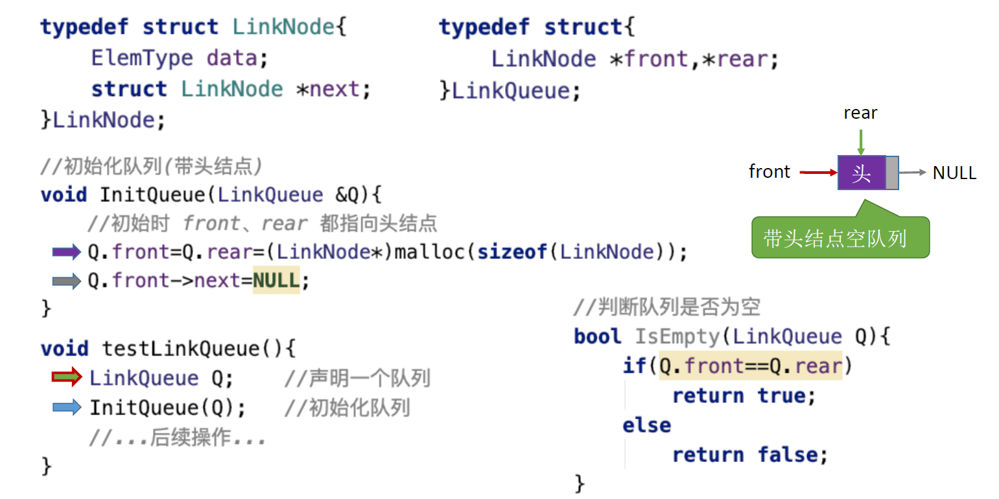 typedef struct LinkNode{
    ElemType data;
    struct LinkNode *next;
}LinkNode;
typedef struct{
    LinkNode *front,*rear;
}LinkQueue;
rear
front
头
NULL
带头结点空队列
//初始化队列(带头结点)
void InitQueue(LinkQueue &Q){
    //初始时 front、rear 都指向头结点
    Q.front=Q.rear=(LinkNode*)malloc(sizeof(LinkNode));
    Q.front->next=NULL;
}
void testLinkQueue(){
    LinkQueue Q;    //声明一个队列
    InitQueue(Q);   //初始化队列
    //...后续操作...
}
//判断队列是否为空
bool IsEmpty(LinkQueue Q){
    if(Q.front==Q.rear)
        return true;
    else
        return false;
}